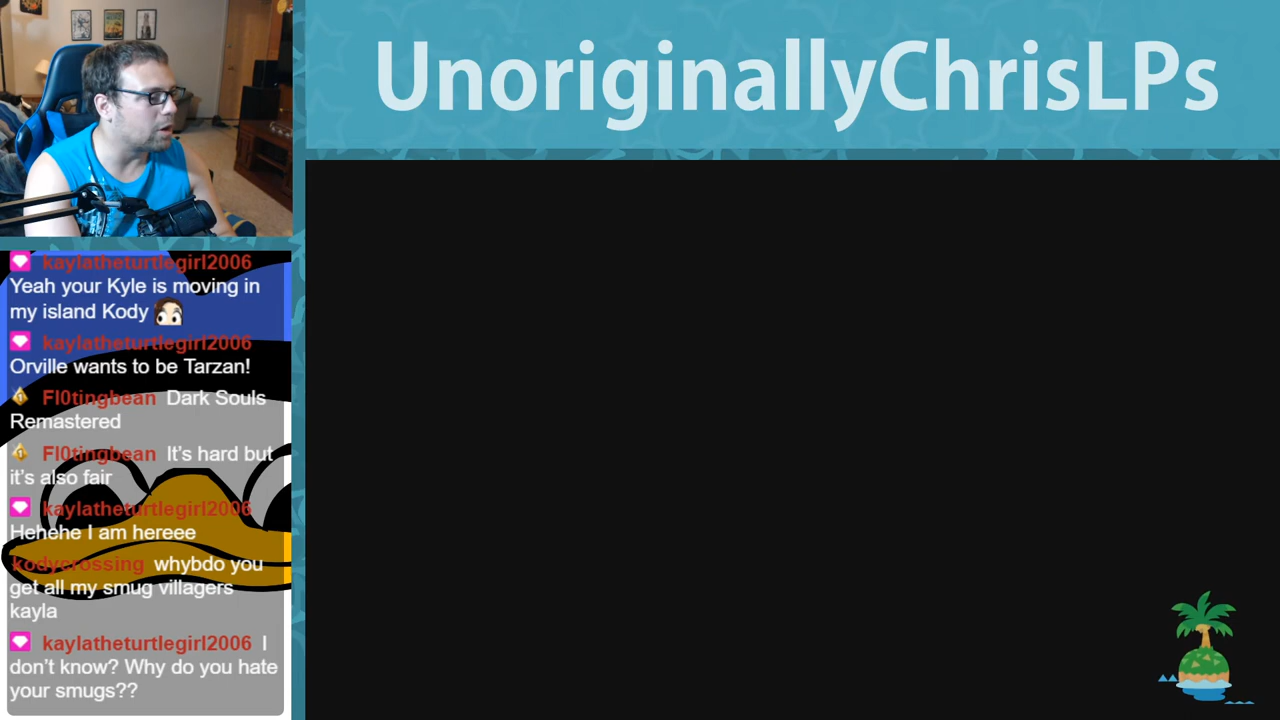 UnoriginallyChrisLPs
kaylatheturtlegirl2006
Yeah your Kyle is moving in
my island Kody
kaylatheturtlegirl2006
Orville wants to be Tarzan!
Fl0tingbean Dark Souls
Remastered
Fl0tingbean It's hard but
it's also fair
kaylatheturtlegirl2006
Hehehe I am hereee
kodycrossing whybdo you
get all my smug villagers
kayla
kaylatheturtlegirl2006 I
don't know? Why do you hate
your smugs??